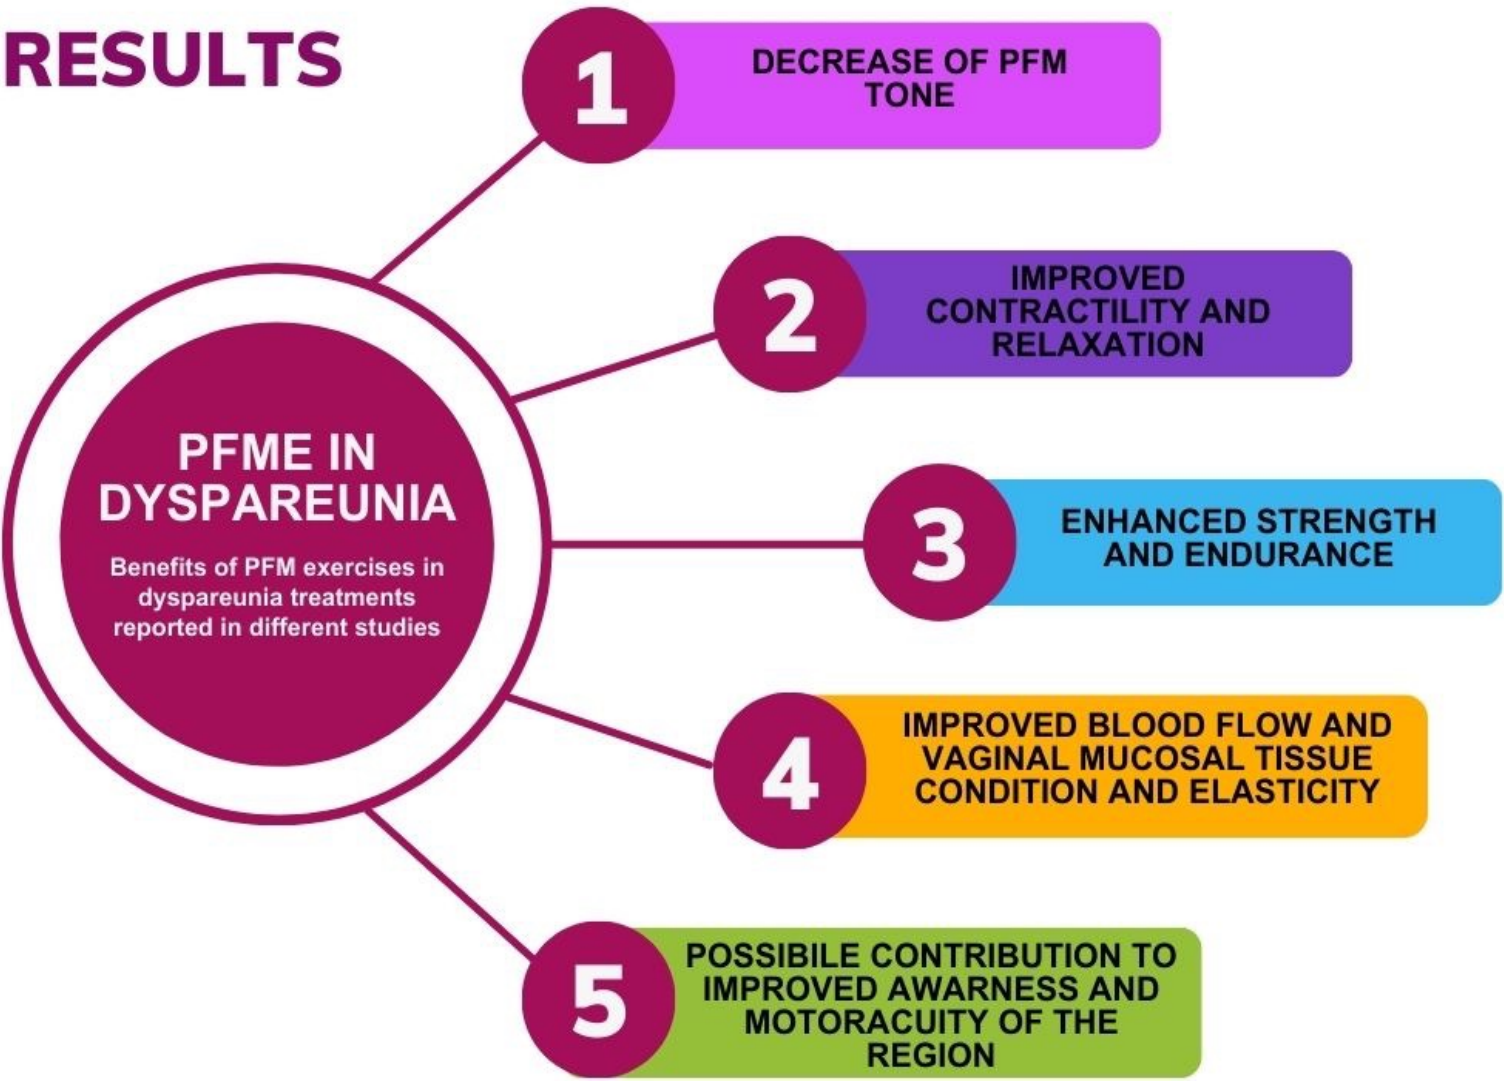 RESULTS
1
DECREASE OF PFM
TONE
2
IMPROVED
CONTRACTILITY AND
RELAXATION
PFME IN
DYSPAREUNIA
Benefits of PFM exercises in
dyspareunia treatments
reported in different studies
3
ENHANCED STRENGTH
AND ENDURANCE
4
IMPROVED BLOOD FLOW AND
VAGINAL MUCOSAL TISSUE
CONDITION AND ELASTICITY
5
POSSIBILE CONTRIBUTION TO
IMPROVED AWARNESS AND
MOTORACUITY OF THE
REGION